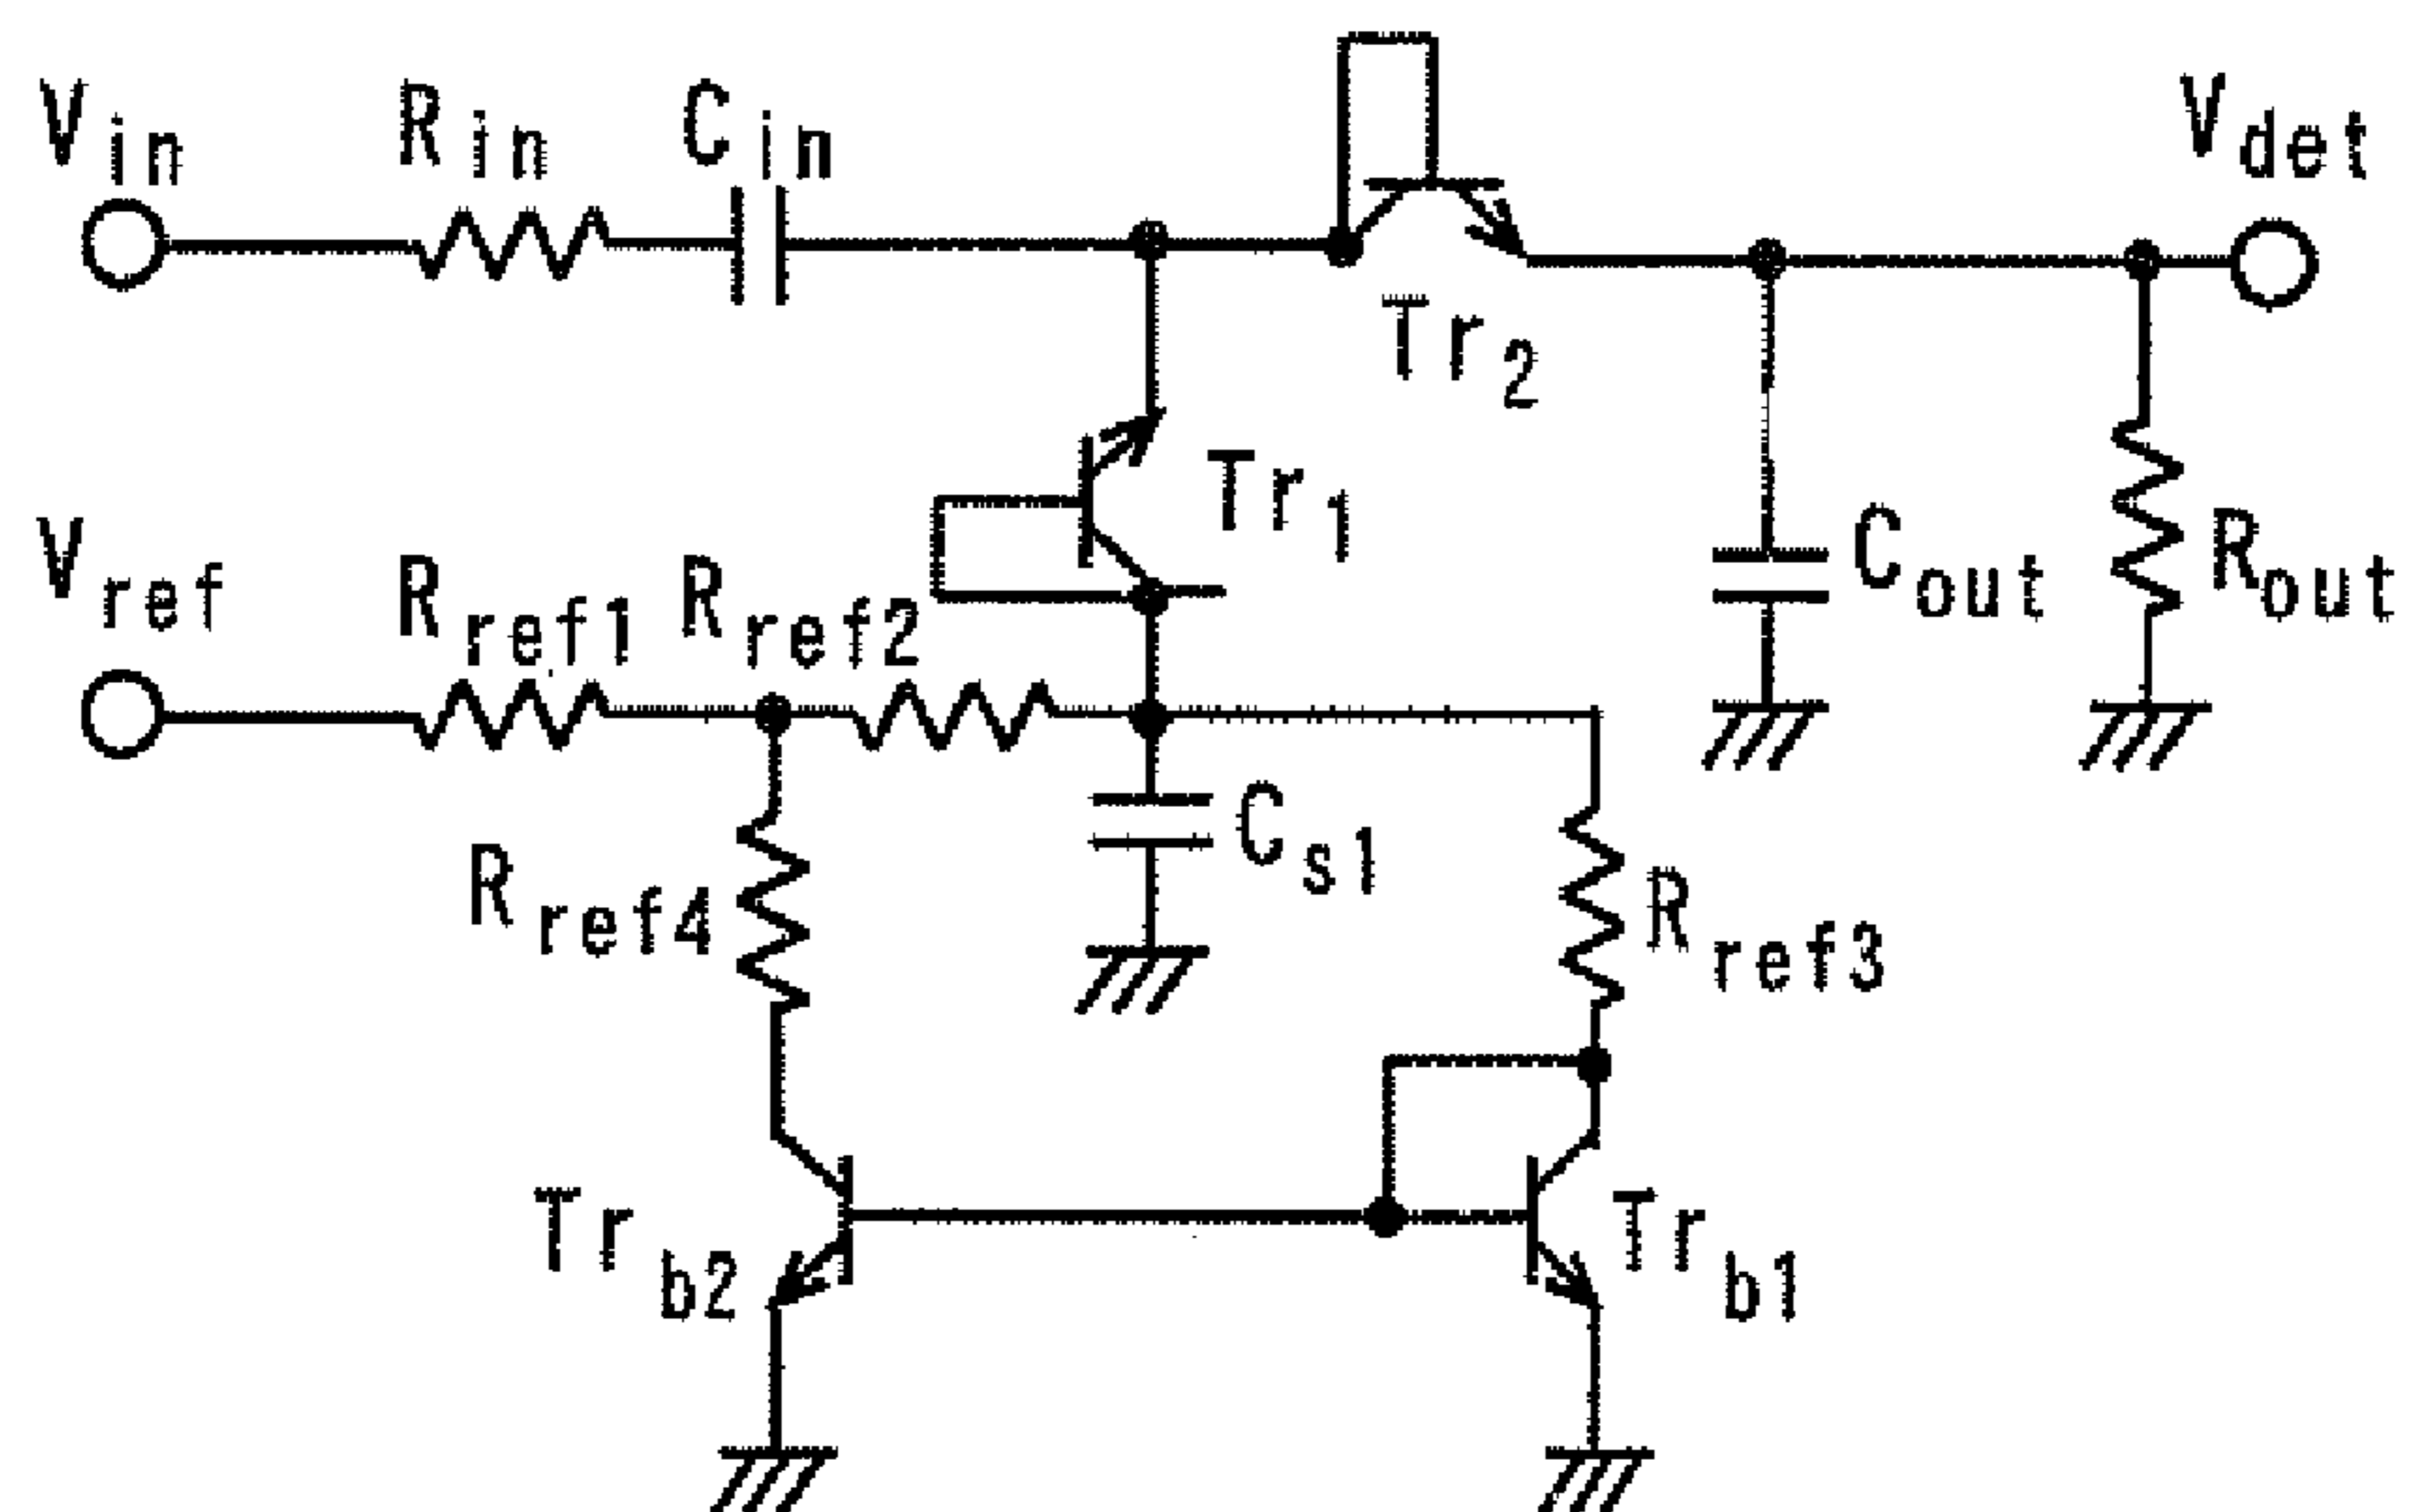 Vin Rin Cin Vdet
Tr2
Tr1
Vref Rref1 Rref2 Cout Rout
Cs1
Rref4 Rref3
Trb2 Trb1